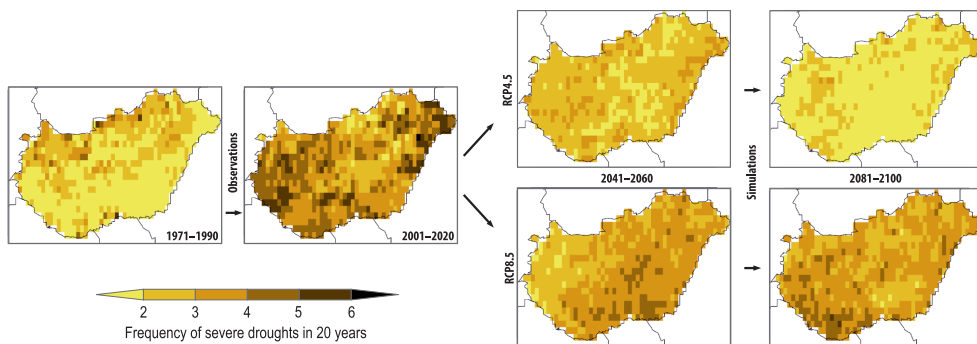 RCP4.5
Observations
1971–1990
2001–2020
2041–2060
Simulations
2081–2100
RCP8.5
2 3 4 5 6
Frequency of severe droughts in 20 years